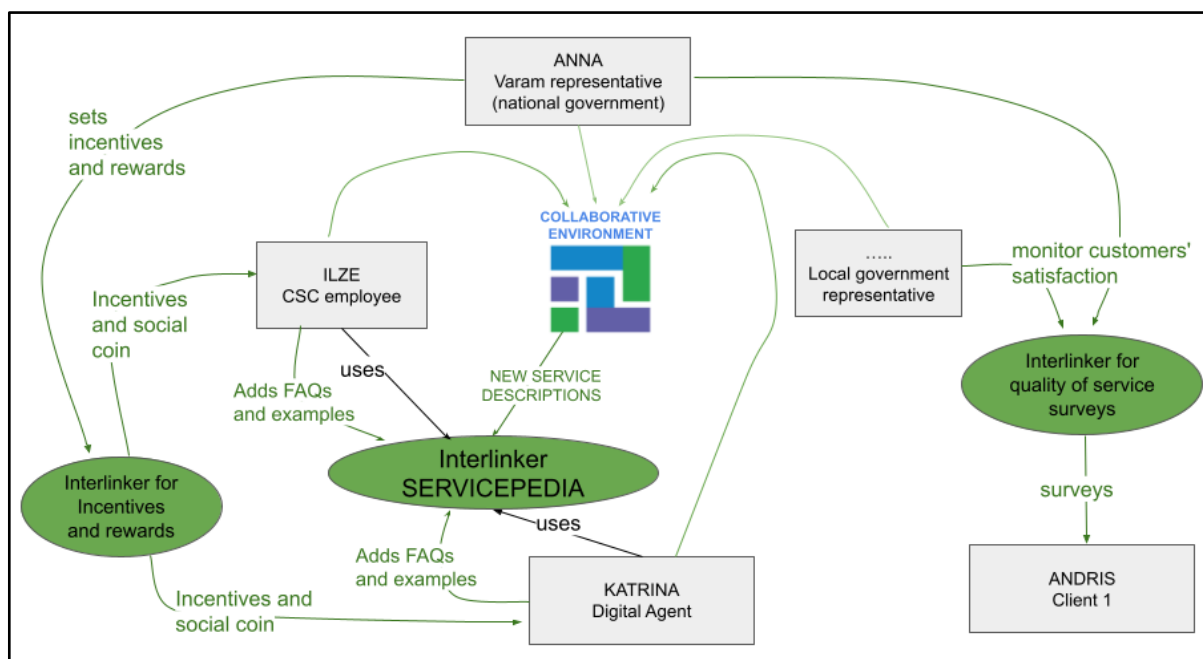 ANNA
Varam representative
(national government)
sets
incentives
and rewards
COLLABORATIVE
ENVIRONMENT
ILZE
CSC employee
…..
Local government
representative
monitor customers'
satisfaction
Incentives
and social
coin
uses
Adds FAQs
and examples
NEW SERVICE
DESCRIPTIONS
Interlinker for
quality of service
surveys
Interlinker
SERVICEPEDIA
Interlinker for
Incentives
and rewards
surveys
uses
Adds FAQs
and examples
KATRINA
Digital Agent
ANDRIS
Client 1
Incentives and
social coin